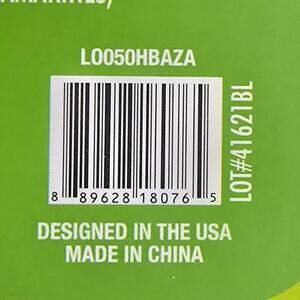 LO050HBAZA
8 89628 18076 5
LOT#41621BL
DESIGNED IN THE USA
MADE IN CHINA